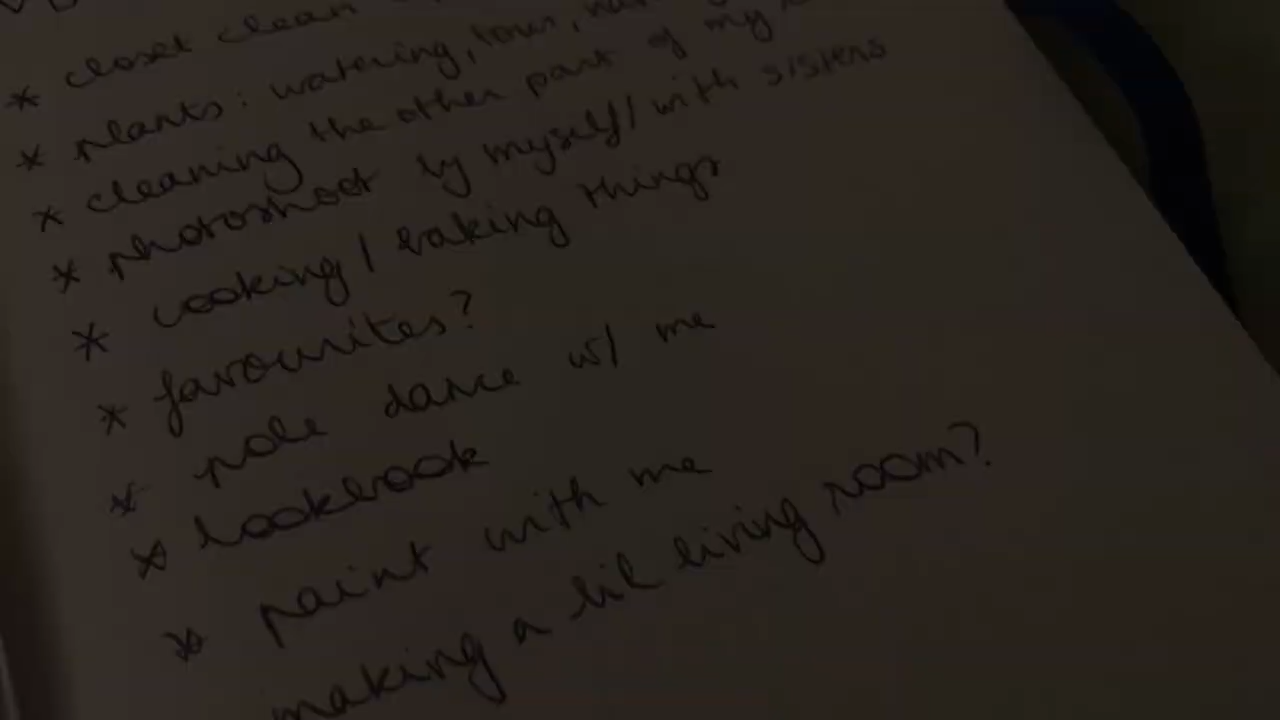 * closet clean
* plants: watering, tour,
* cleaning the other part of my
* photoshoot by myself/ with sisters
* cooking/ baking things
* favourites?
* pole dance w/ me
* lookbook
* paint with me
* making a lil living room?